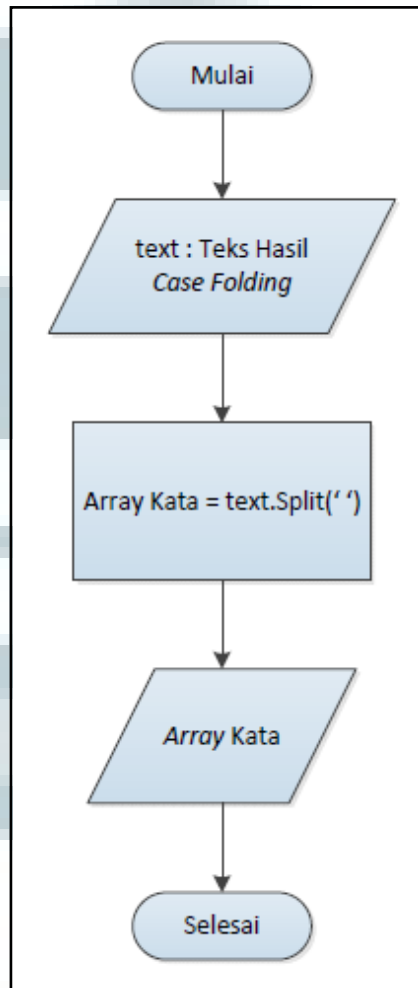 Mulai
text : Teks Hasil
Case Folding
Array Kata = text.Split(‘ ‘)
Array Kata
Selesai